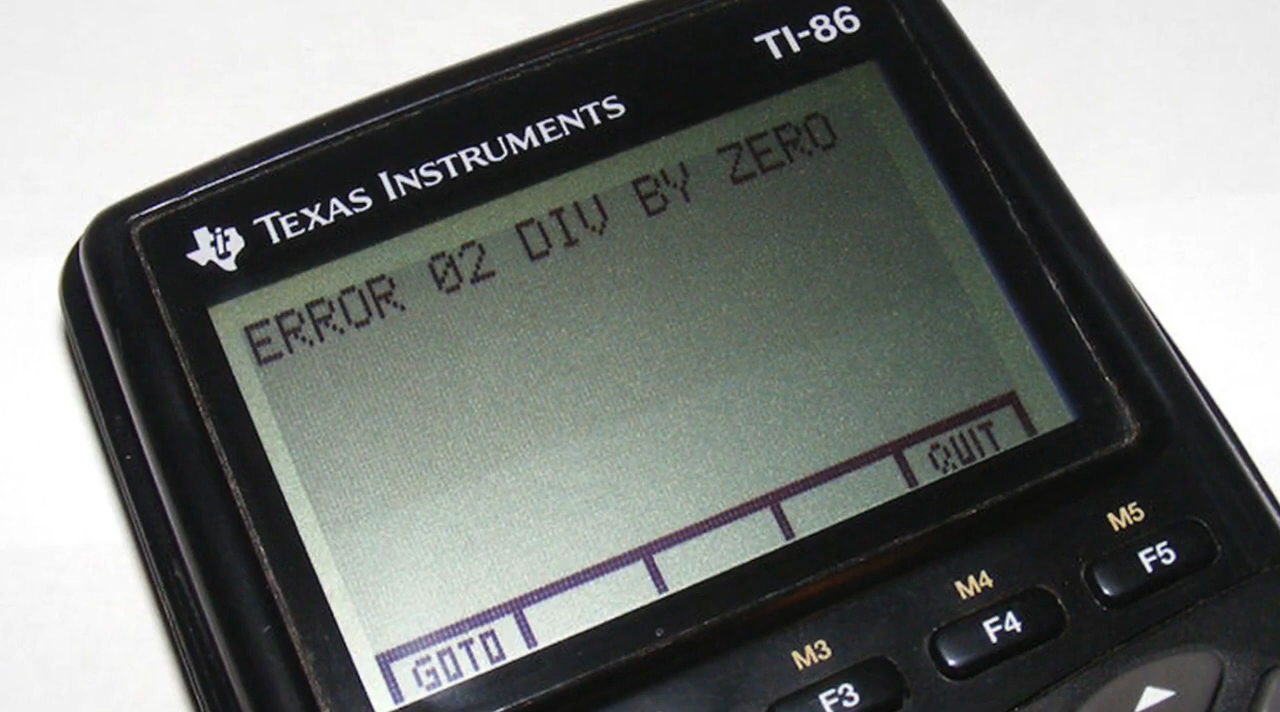 TI-86
TEXAS INSTRUMENTS
ERROR 02 DIV BY ZERO
GOTO QUIT
M3 M4 M5
F3 F4 F5